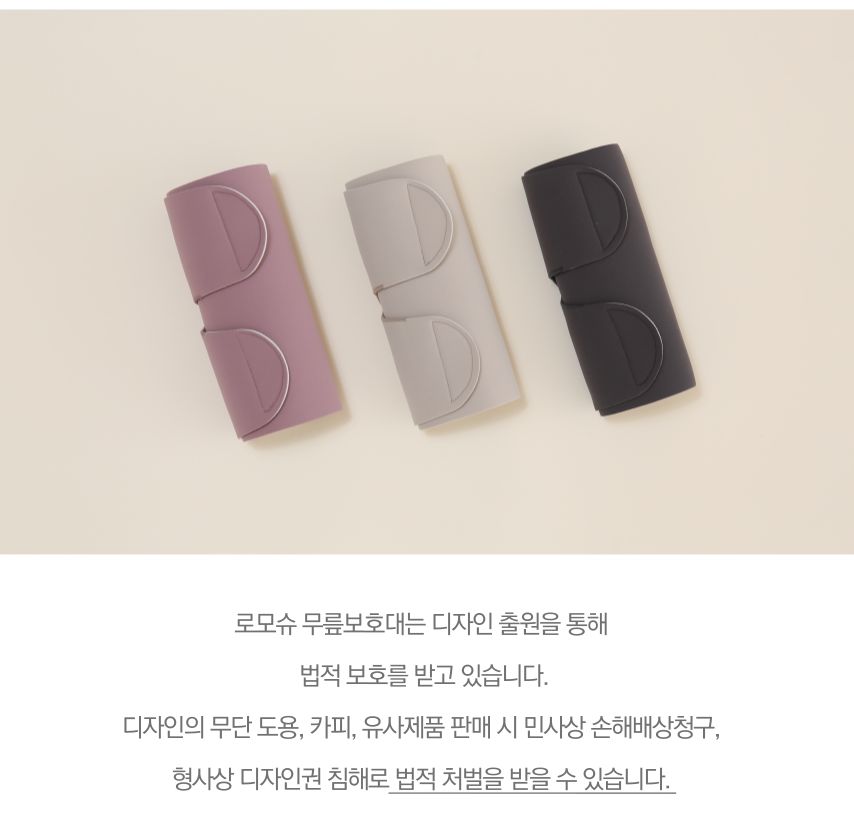 로모슈 무릎보호대는 디자인 출원을 통해
법적 보호를 받고 있습니다.
디자인의 무단 도용, 카피, 유사제품 판매 시 민사상 손해배상청구,
형사상 디자인권 침해로 법적 처벌을 받을 수 있습니다.